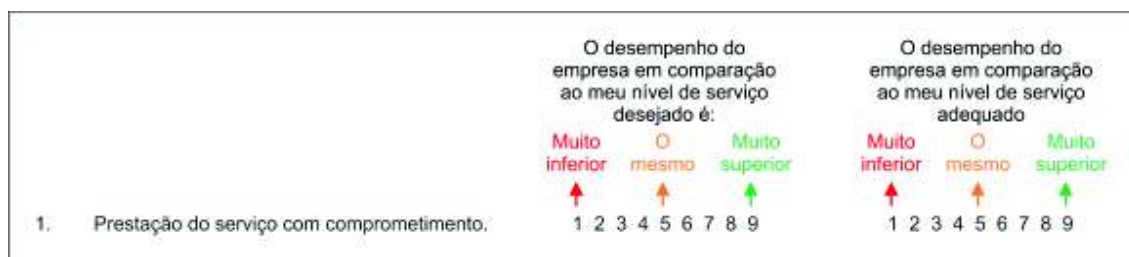 O desempenho do
empresa em comparação
ao meu nível de serviço
desejado é:
Muito inferior
O mesmo
Muito superior
O desempenho do
empresa em comparação
ao meu nível de serviço
adequado
Muito inferior
O mesmo
Muito superior
1. Prestação do serviço com comprometimento. 1 2 3 4 5 6 7 8 9 1 2 3 4 5 6 7 8 9